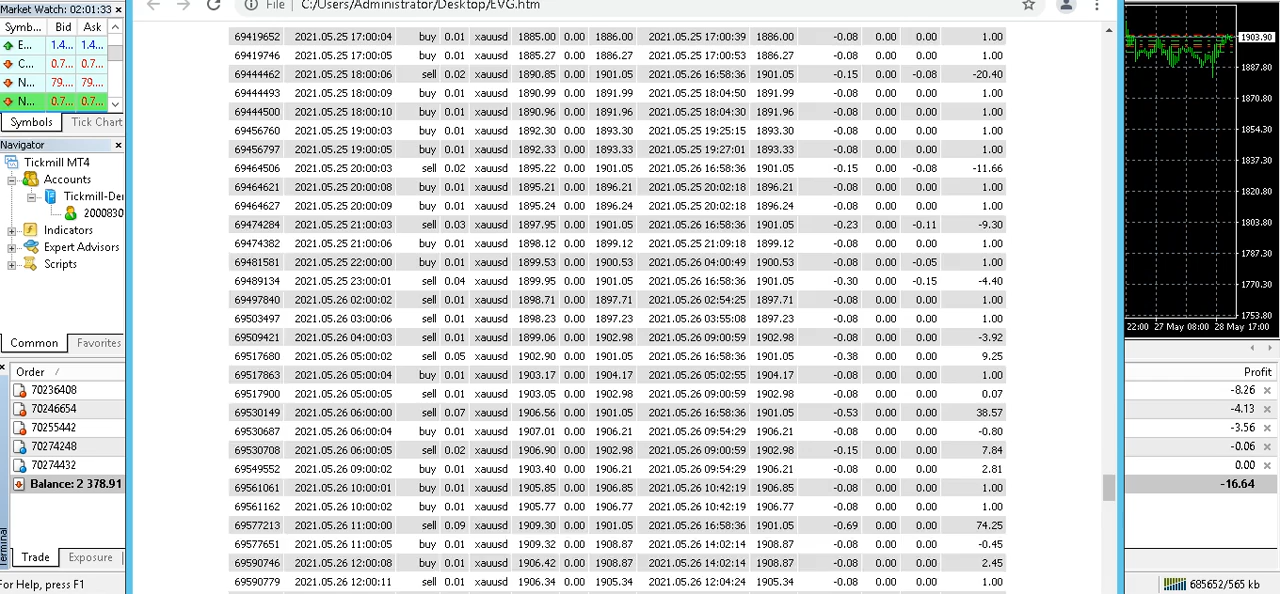 Market Watch: 02:01:33
File | C:/Users/Administrator/Desktop/EVG.htm
Symb... Bid Ask
E... 1.4... 1.4...
C... 0.7... 0.7...
N... 79.... 79....
N... 0.7... 0.7...
Symbols Tick Chart
Navigator
Tickmill MT4
Accounts
Tickmill-Der
2000830
Indicators
Expert Advisors
Scripts
Common Favorites
Order /
70236408
70246654
70255442
70274248
70274432
Balance: 2 378.91
Terminal
Trade Exposure
For Help, press F1
69419652 2021.05.25 17:00:04 buy 0.01 xauusd 1885.00 0.00 1886.00 2021.05.25 17:00:39 1886.00 -0.08 0.00 0.00 1.00
69419746 2021.05.25 17:00:05 buy 0.01 xauusd 1885.27 0.00 1886.27 2021.05.25 17:00:43 1886.27 -0.08 0.00 0.00 1.00
69444462 2021.05.25 18:00:06 sell 0.02 xauusd 1890.85 0.00 1901.05 2021.05.26 16:58:36 1901.05 -0.15 0.00 -0.08 -20.40
69444493 2021.05.25 18:00:09 buy 0.01 xauusd 1890.99 0.00 1891.99 2021.05.25 18:04:50 1891.99 -0.08 0.00 0.00 1.00
69444500 2021.05.25 18:00:10 buy 0.01 xauusd 1890.96 0.00 1891.96 2021.05.25 18:04:30 1891.96 -0.08 0.00 0.00 1.00
69456760 2021.05.25 19:00:03 buy 0.01 xauusd 1892.30 0.00 1893.30 2021.05.25 19:25:15 1893.30 -0.08 0.00 0.00 1.00
69456797 2021.05.25 19:00:05 buy 0.01 xauusd 1892.33 0.00 1893.33 2021.05.25 19:27:01 1893.33 -0.08 0.00 0.00 1.00
69464506 2021.05.25 20:00:03 sell 0.02 xauusd 1895.22 0.00 1901.05 2021.05.26 16:58:36 1901.05 -0.15 0.00 -0.08 -11.66
69464621 2021.05.25 20:00:08 buy 0.01 xauusd 1895.21 0.00 1896.21 2021.05.25 20:02:18 1896.21 -0.08 0.00 0.00 1.00
69464627 2021.05.25 20:00:09 buy 0.01 xauusd 1895.24 0.00 1896.24 2021.05.25 20:02:18 1896.24 -0.08 0.00 0.00 1.00
69474284 2021.05.25 21:00:03 sell 0.03 xauusd 1897.95 0.00 1901.05 2021.05.26 16:58:36 1901.05 -0.23 0.00 -0.11 -9.30
69474382 2021.05.25 21:00:06 buy 0.01 xauusd 1898.12 0.00 1899.12 2021.05.25 21:09:18 1899.12 -0.08 0.00 0.00 1.00
69481581 2021.05.25 22:00:00 buy 0.01 xauusd 1899.53 0.00 1900.53 2021.05.26 04:00:49 1900.53 -0.08 0.00 -0.05 1.00
69489134 2021.05.25 23:00:01 sell 0.04 xauusd 1899.95 0.00 1901.05 2021.05.26 16:58:36 1901.05 -0.30 0.00 -0.15 -4.40
69497840 2021.05.26 02:00:02 sell 0.01 xauusd 1898.71 0.00 1897.71 2021.05.26 02:54:25 1897.71 -0.08 0.00 0.00 1.00
69503497 2021.05.26 03:00:06 sell 0.01 xauusd 1898.23 0.00 1897.23 2021.05.26 03:55:08 1897.23 -0.08 0.00 0.00 1.00
69509421 2021.05.26 04:00:03 sell 0.01 xauusd 1899.06 0.00 1902.98 2021.05.26 09:00:59 1902.98 -0.08 0.00 0.00 -3.92
69517680 2021.05.26 05:00:02 sell 0.05 xauusd 1902.90 0.00 1901.05 2021.05.26 16:58:36 1901.05 -0.38 0.00 0.00 9.25
69517863 2021.05.26 05:00:04 buy 0.01 xauusd 1903.17 0.00 1904.17 2021.05.26 05:02:55 1904.17 -0.08 0.00 0.00 1.00
69517900 2021.05.26 05:00:05 sell 0.01 xauusd 1903.05 0.00 1902.98 2021.05.26 09:00:59 1902.98 -0.08 0.00 0.00 0.07
69530149 2021.05.26 06:00:00 sell 0.07 xauusd 1906.56 0.00 1901.05 2021.05.26 16:58:36 1901.05 -0.53 0.00 0.00 38.57
69530687 2021.05.26 06:00:04 buy 0.01 xauusd 1907.01 0.00 1906.21 2021.05.26 09:54:29 1906.21 -0.08 0.00 0.00 -0.80
69530708 2021.05.26 06:00:05 sell 0.02 xauusd 1906.90 0.00 1902.98 2021.05.26 09:00:59 1902.98 -0.15 0.00 0.00 7.84
69549552 2021.05.26 09:00:02 buy 0.01 xauusd 1903.40 0.00 1906.21 2021.05.26 09:54:29 1906.21 -0.08 0.00 0.00 2.81
69561061 2021.05.26 10:00:01 buy 0.01 xauusd 1905.85 0.00 1906.85 2021.05.26 10:42:19 1906.85 -0.08 0.00 0.00 1.00
69561162 2021.05.26 10:00:02 buy 0.01 xauusd 1905.77 0.00 1906.77 2021.05.26 10:42:19 1906.77 -0.08 0.00 0.00 1.00
69577213 2021.05.26 11:00:00 sell 0.09 xauusd 1909.30 0.00 1901.05 2021.05.26 16:58:36 1901.05 -0.69 0.00 0.00 74.25
69577651 2021.05.26 11:00:05 buy 0.01 xauusd 1909.32 0.00 1908.87 2021.05.26 14:02:14 1908.87 -0.08 0.00 0.00 -0.45
69590746 2021.05.26 12:00:08 buy 0.01 xauusd 1906.42 0.00 1908.87 2021.05.26 14:02:14 1908.87 -0.08 0.00 0.00 2.45
69590779 2021.05.26 12:00:11 sell 0.01 xauusd 1906.34 0.00 1905.34 2021.05.26 12:04:24 1905.34 -0.08 0.00 0.00 1.00
1903.90
1887.80
1870.80
1854.30
1837.30
1820.80
1803.80
1787.30
1770.30
1753.80
22:00 27 May 08:00 28 May 17:00
Profit
-8.26
-4.13
-3.56
-0.06
0.00
-16.64
685652/565 kb